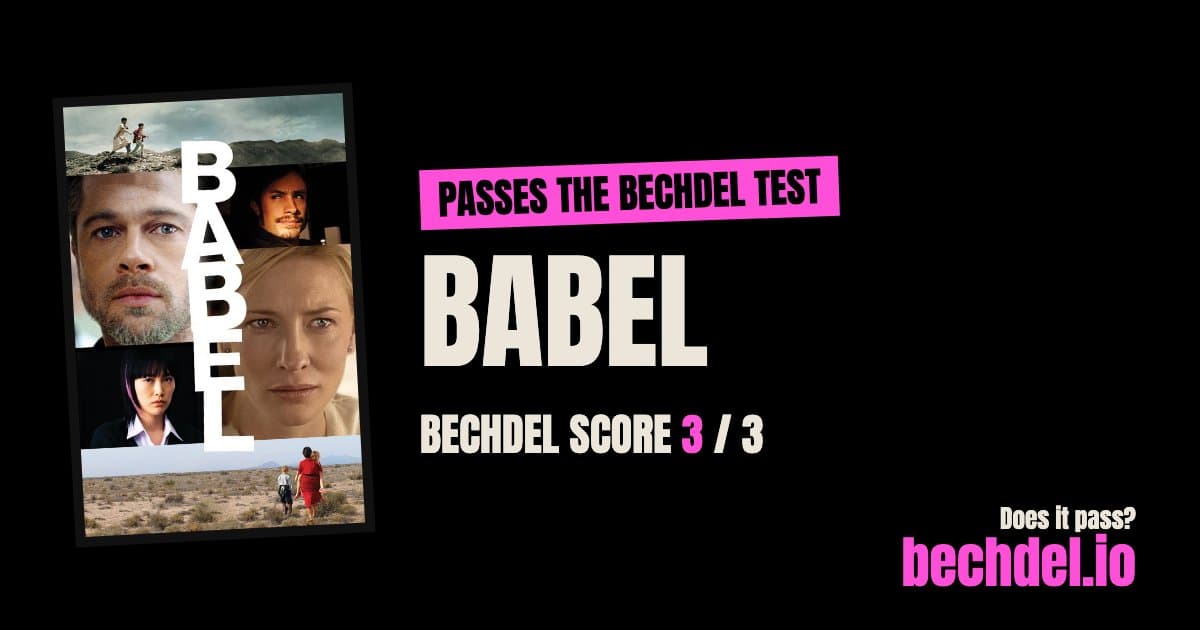 BABEL
PASSES THE BECHDEL TEST
BABEL
BECHDEL SCORE 3 / 3
Does it pass?
bechdel.io